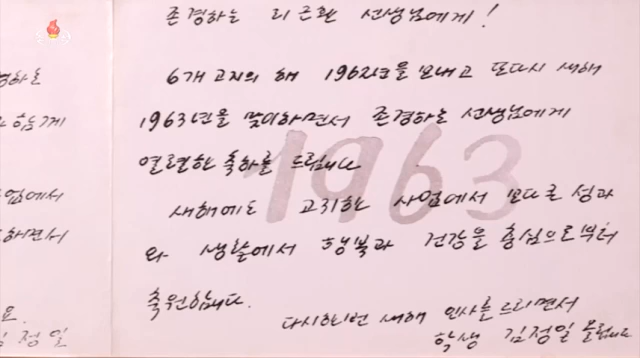 존경하는 리근환 선생님에게!
6개 고지의 해 1962년을 보내고 또다시 새해
1963년을 맞이하면서 존경하는 선생님에게
열렬한 축하를 드립니다
1963
새해에도 고귀한 사업에서 보다 큰 성과
와 생활에서 행복과 건강을 충심으로부터
축원합니다.
다시한번 새해 인사를 드리면서
학생 김정일 올립니다
정일